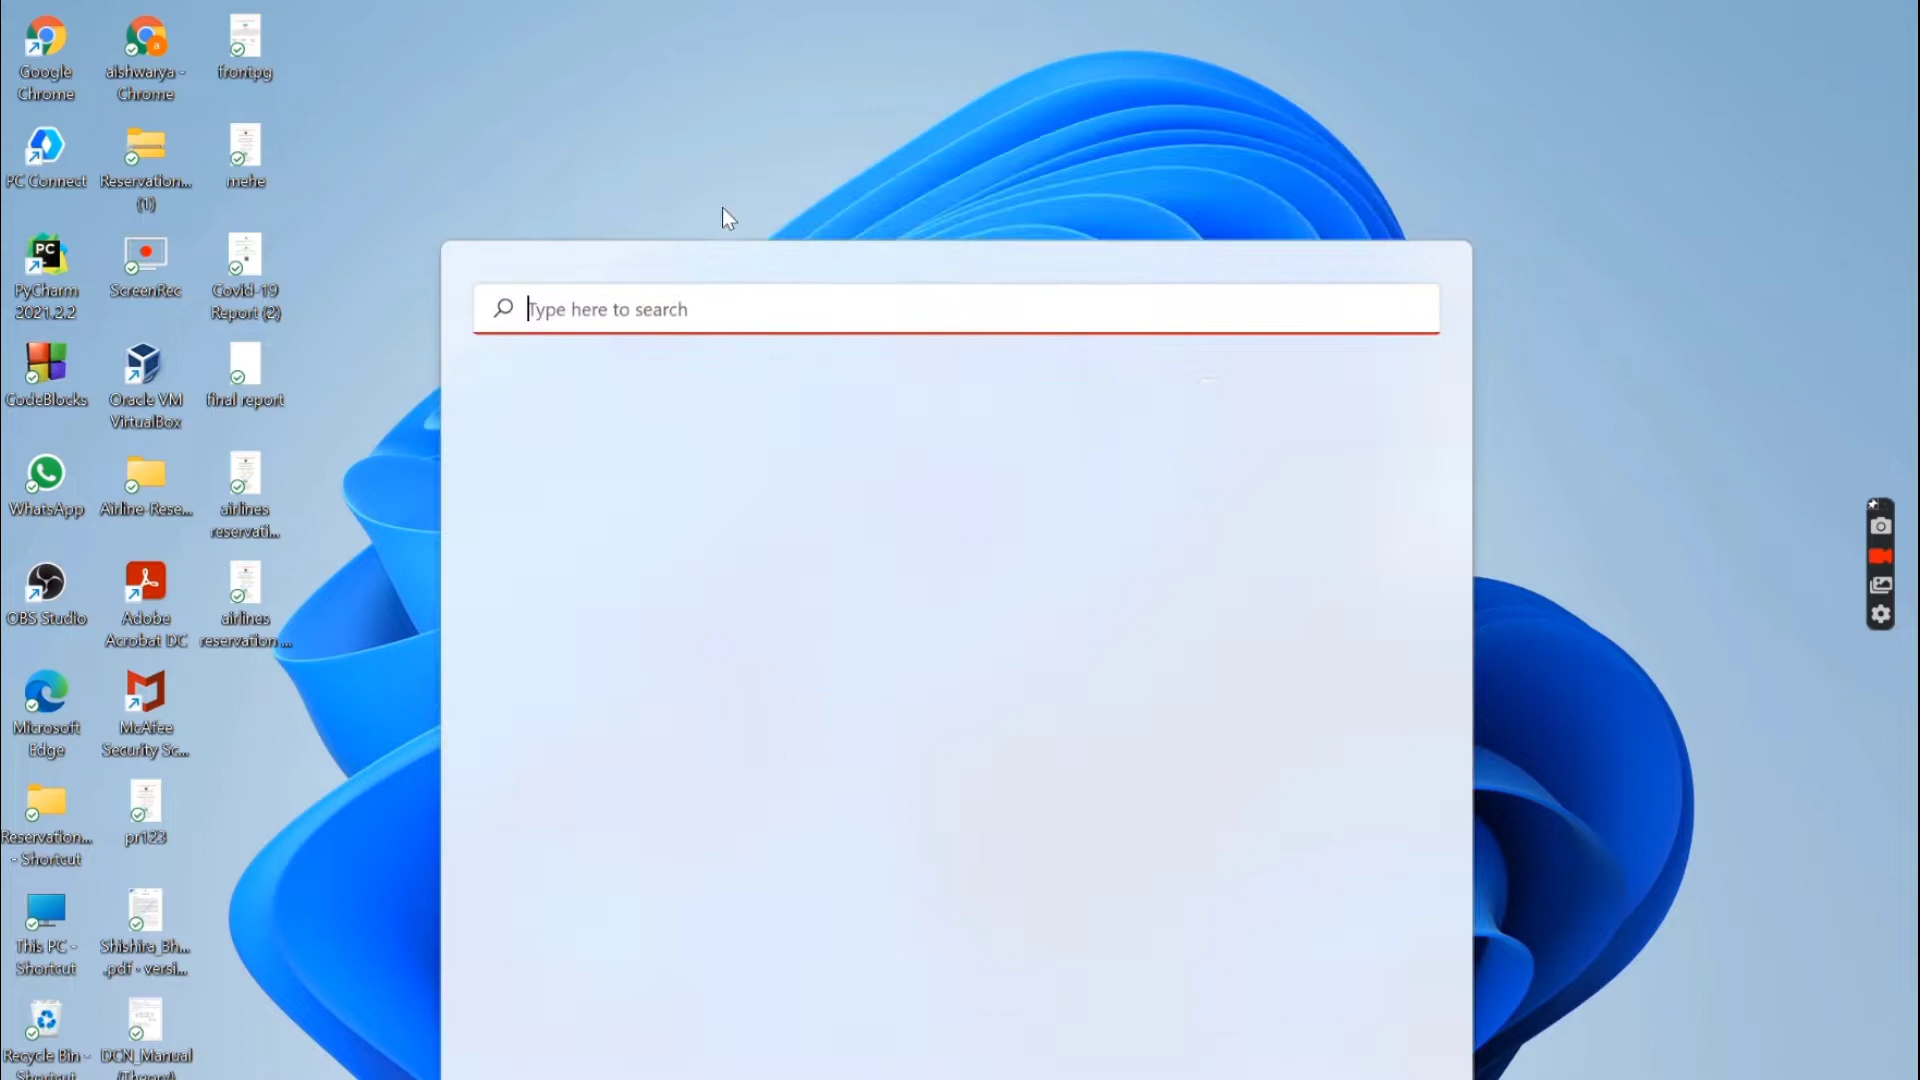 Google
Chrome
aishwarya -
Chrome
frontpg
PC Connect
Reservation...
(1)
mehe
PC
PyCharm
2021.2.2
ScreenRec
Covid-19
Report (2)
CodeBlocks
Oracle VM
VirtualBox
final report
WhatsApp
Airline-Rese...
airlines
reservati...
OBS Studio
Adobe
Acrobat DC
airlines
reservation ...
Microsoft
Edge
McAfee
Security Sc...
Reservation...
- Shortcut
pr123
This PC -
Shortcut
Shishira_Bh...
.pdf - versi...
Recycle Bin -
Shortcut
DCN_Manual
(Theory)
Type here to search